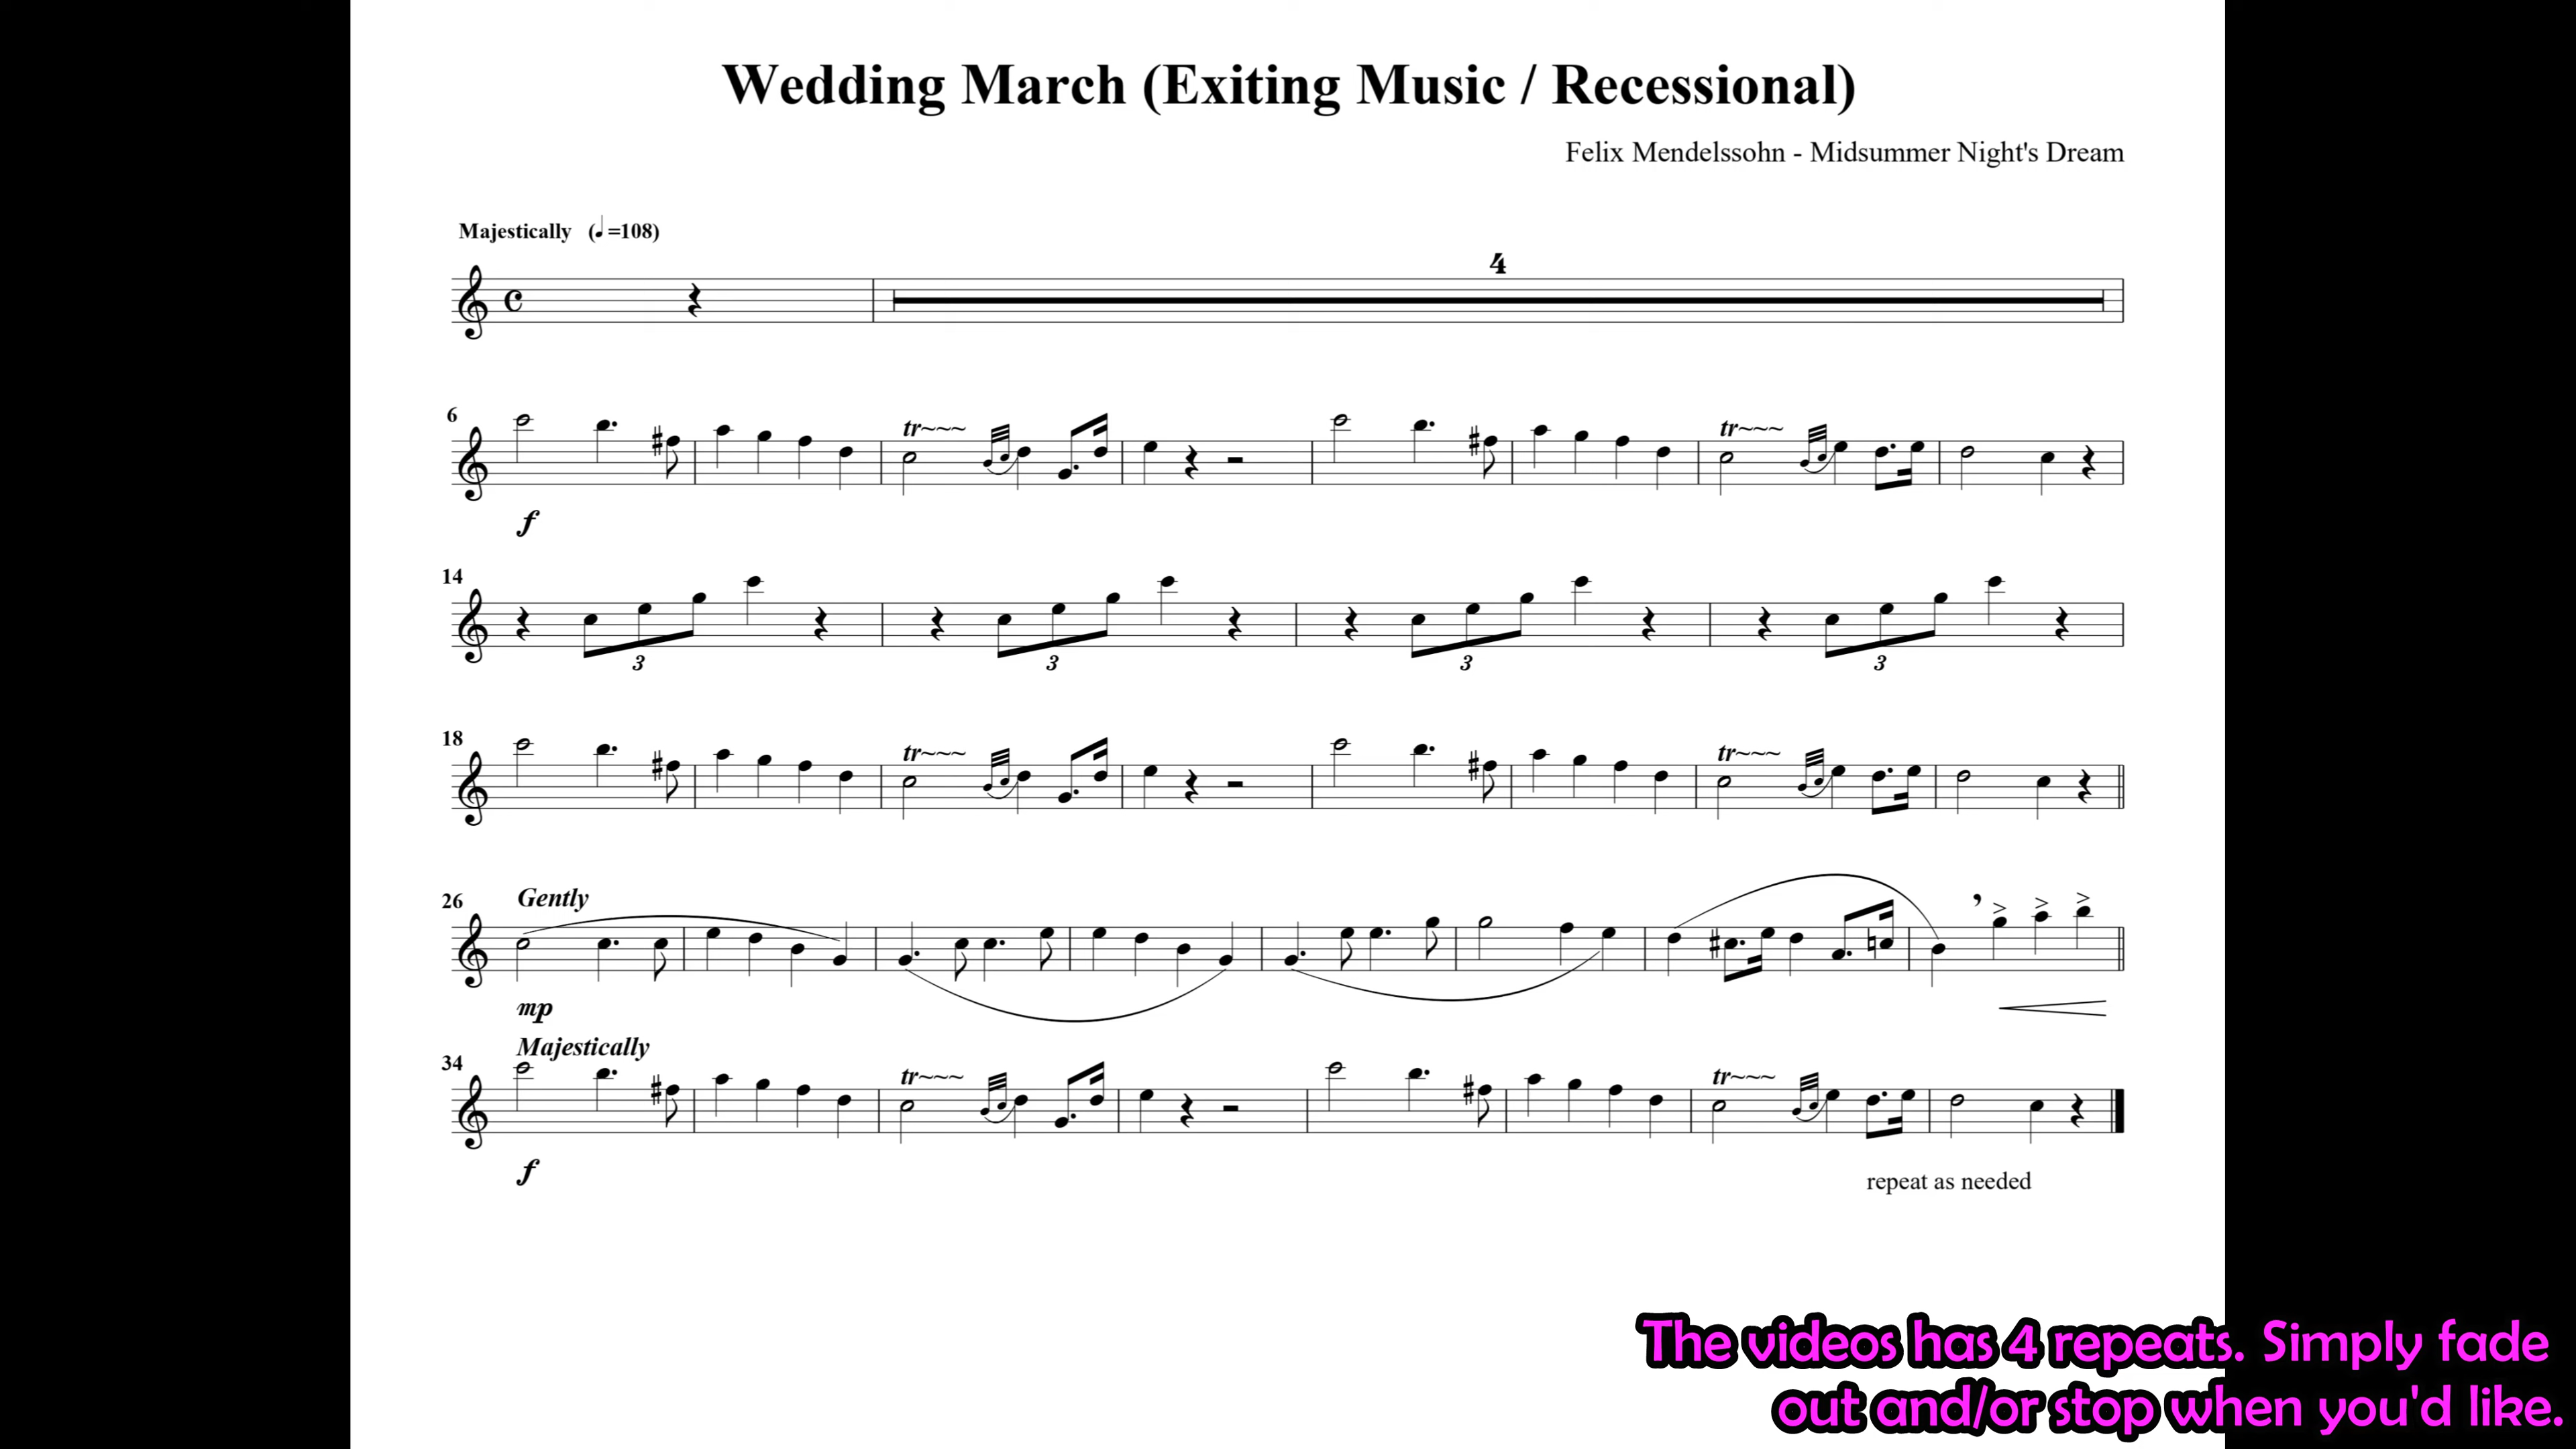 Wedding March (Exiting Music / Recessional)
Felix Mendelssohn - Midsummer Night's Dream
Majestically (♩=108)
4
6
tr~~~ tr~~~
f
14
3 3 3 3
18
tr~~~ tr~~~
26 Gently
mp
Majestically
34
tr~~~ tr~~~
f
repeat as needed
The videos has 4 repeats. Simply fade
out and/or stop when you'd like.